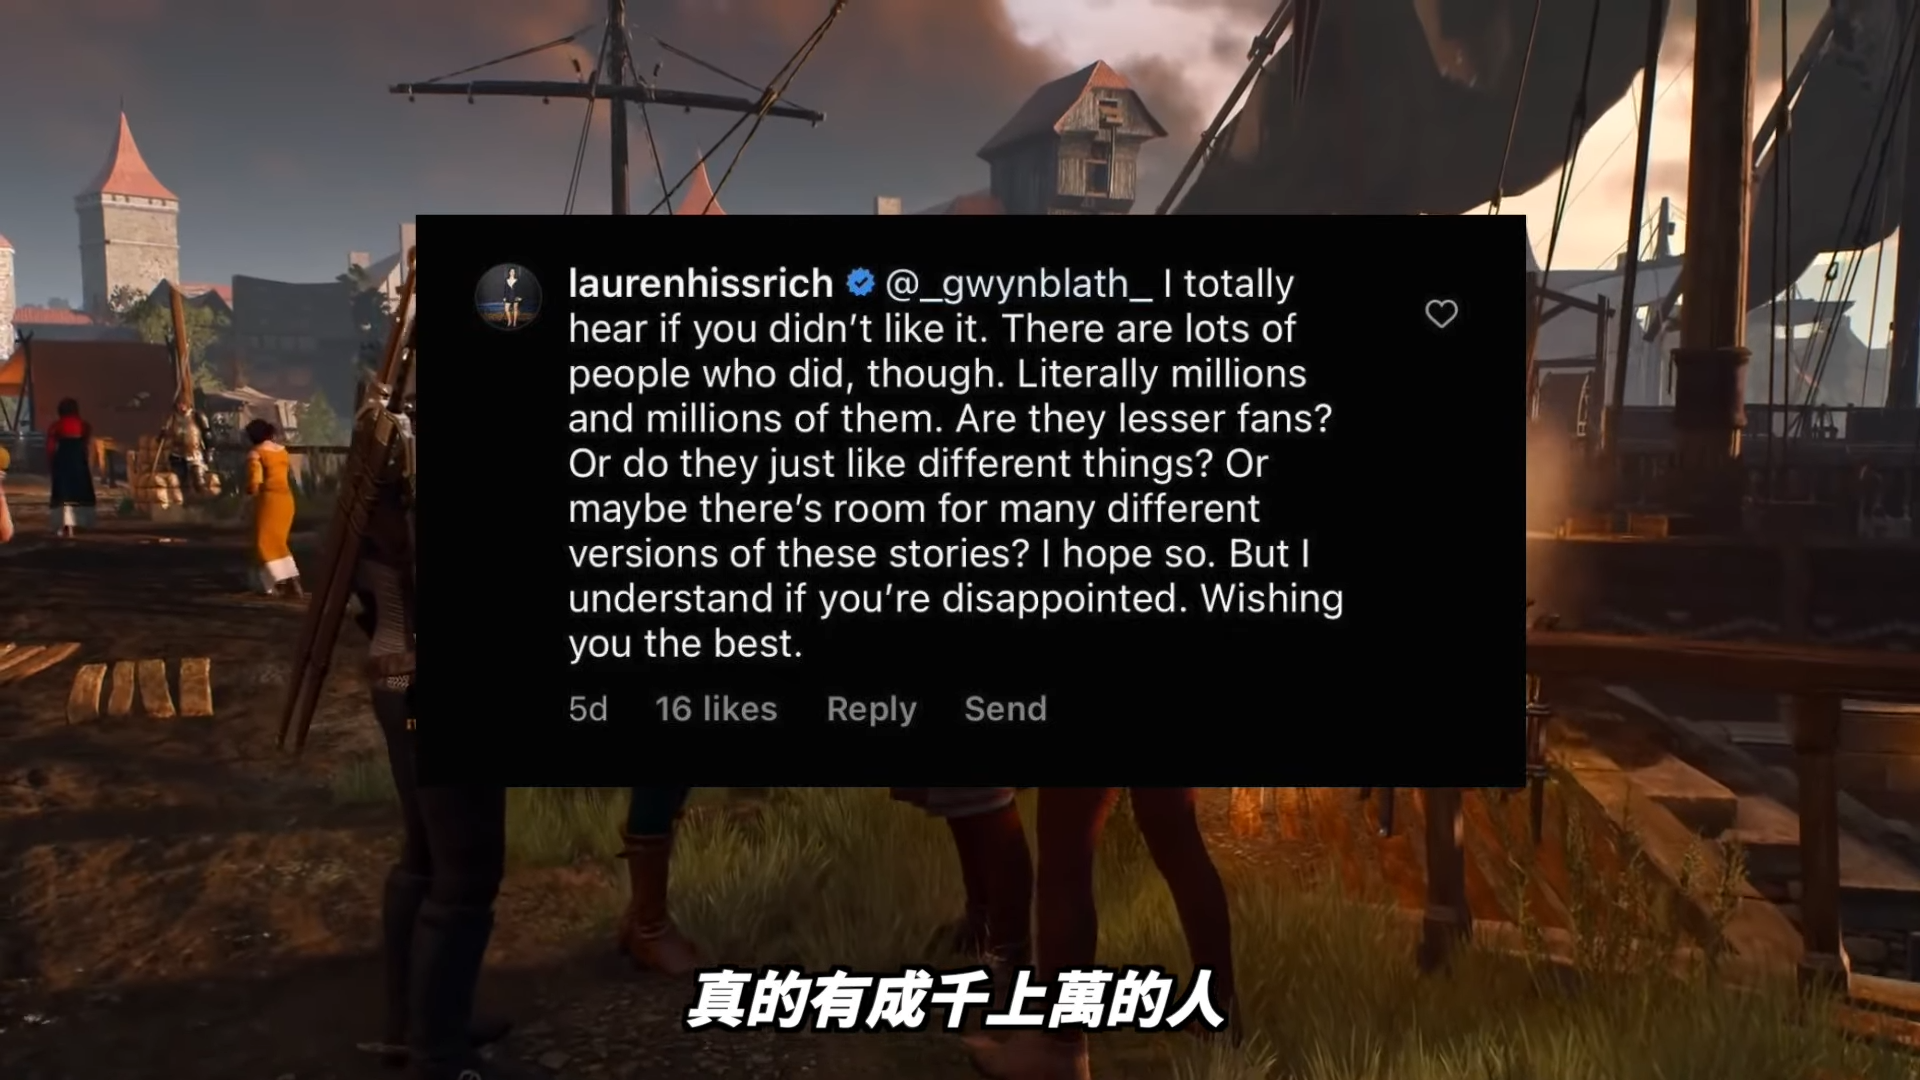 laurenhissrich @_gwynblath_ I totally
hear if you didn’t like it. There are lots of
people who did, though. Literally millions
and millions of them. Are they lesser fans?
Or do they just like different things? Or
maybe there’s room for many different
versions of these stories? I hope so. But I
understand if you’re disappointed. Wishing
you the best.
5d 16 likes Reply Send
真的有成千上萬的人